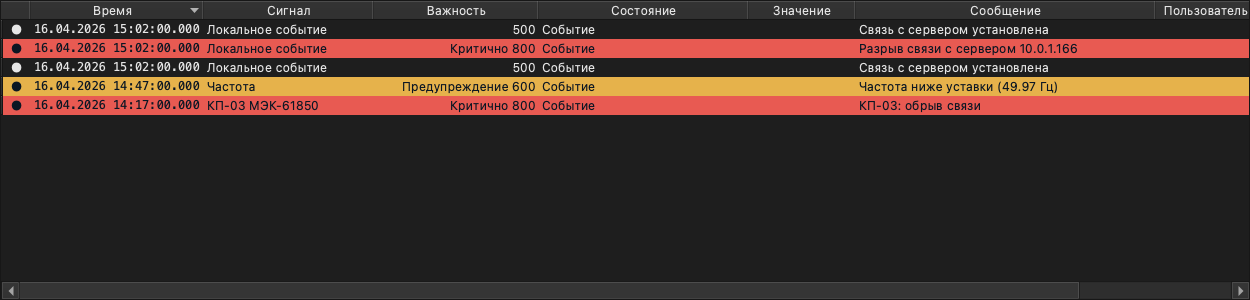 Время Сигнал Важность Состояние Значение Сообщение Пользователь
16.04.2026 15:02:00.000 Локальное событие 500 Событие Связь с сервером установлена
16.04.2026 15:02:00.000 Локальное событие Критично 800 Событие Разрыв связи с сервером 10.0.1.166
16.04.2026 15:02:00.000 Локальное событие 500 Событие Связь с сервером установлена
16.04.2026 14:47:00.000 Частота Предупреждение 600 Событие Частота ниже уставки (49.97 Гц)
16.04.2026 14:17:00.000 КП-03 МЭК-61850 Критично 800 Событие КП-03: обрыв связи